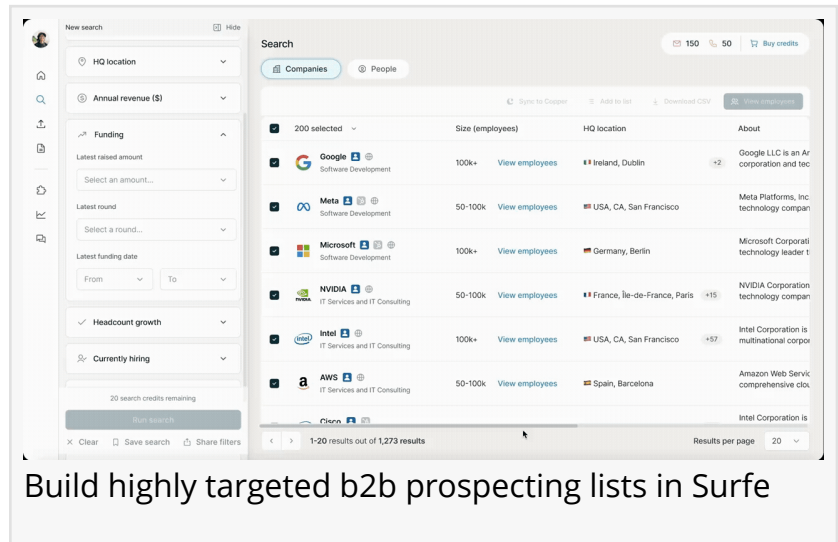 New search
Hide
HQ location
Annual revenue ($)
Funding
Latest raised amount
Select an amount...
Latest round
Select a round...
Latest funding date
From
To
Headcount growth
Currently hiring
20 search credits remaining
Run search
Clear
Save search
Share filters
Search
150
50
Buy credits
Companies
People
Sync to Copper
Add to list
Download CSV
View employees
200 selected
Size (employees)
HQ location
About
Google
Software Development
100k+
View employees
Ireland, Dublin
+2
Google LLC is an Ar
corporation and tec
Meta
Software Development
50-100k
View employees
USA, CA, San Francisco
Meta Platforms, Inc
technology compan
Microsoft
Software Development
100k+
View employees
Germany, Berlin
Microsoft Corporati
technology leader t
NVIDIA
NVIDIA
IT Services and IT Consulting
50-100k
View employees
France, Île-de-France, Paris
+15
NVIDIA Corporation
technology compan
intel
Intel
IT Services and IT Consulting
100k+
View employees
USA, CA, San Francisco
+57
Intel Corporation is
multinational corpor
a
AWS
IT Services and IT Consulting
50-100k
View employees
Spain, Barcelona
Amazon Web Servic
comprehensive clou
Cisco
Intel Corporation is
1-20 results out of 1,273 results
Results per page
20
Build highly targeted b2b prospecting lists in Surfe